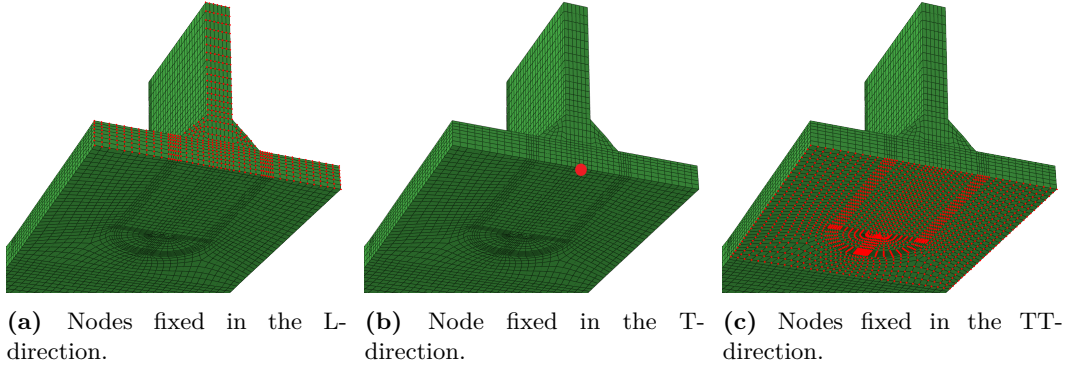 (a) Nodes fixed in the L-
direction.
(b) Node fixed in the T-
direction.
(c) Nodes fixed in the TT-
direction.